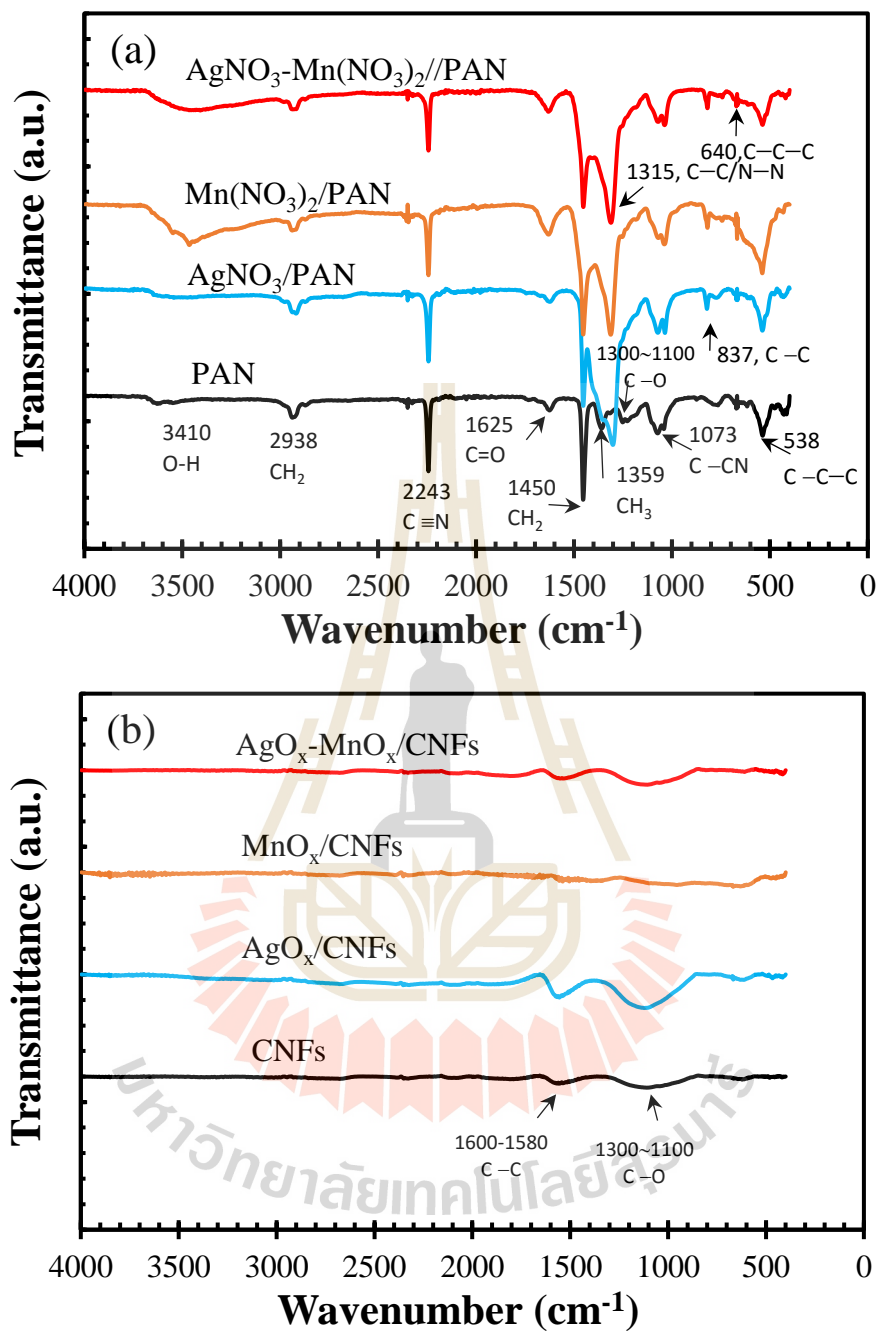 (a)
AgNO₃-Mn(NO₃)₂//PAN
640,C–C–C
1315, C–C/N–N
Mn(NO₃)₂/PAN
AgNO₃/PAN
1300~1100
C –O
837, C –C
PAN
3410
O-H
2938
CH₂
2243
C ≡N
1625
C=O
1450
CH₂
1359
CH₃
1073
C –CN
538
C –C–C
Transmittance (a.u.)
4000 3500 3000 2500 2000 1500 1000 500 0
Wavenumber (cm⁻¹)
(b)
AgOₓ-MnOₓ/CNFs
MnOₓ/CNFs
AgOₓ/CNFs
CNFs
1600-1580
C –C
1300~1100
C –O
Transmittance (a.u.)
มหาวิทยาลัยเทคโนโลยีสุรนารี
4000 3500 3000 2500 2000 1500 1000 500 0
Wavenumber (cm⁻¹)